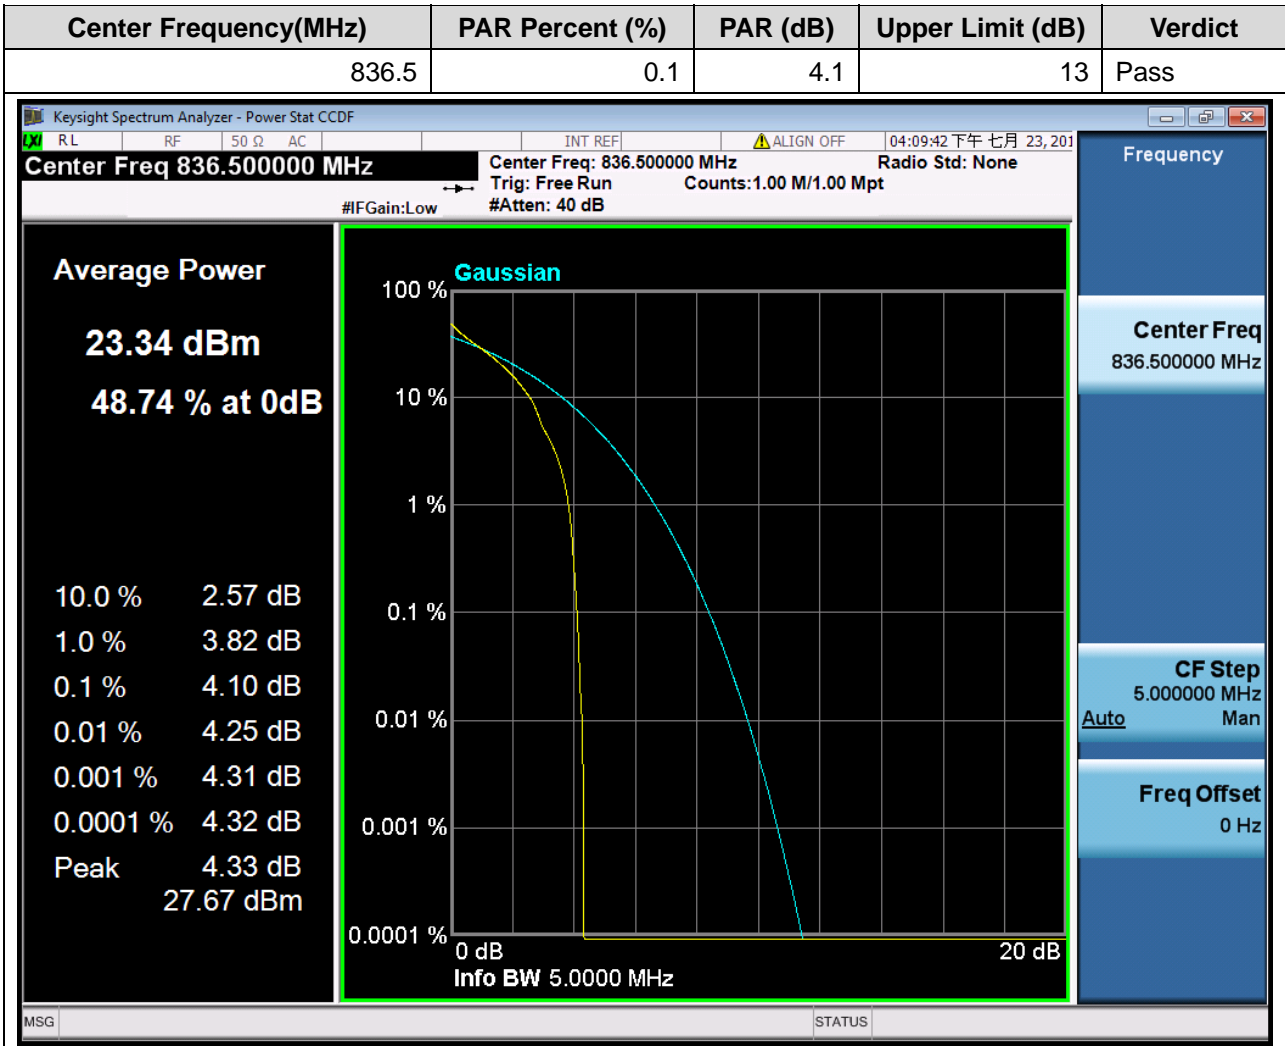 Center Frequency(MHz) PAR Percent (%) PAR (dB) Upper Limit (dB) Verdict
836.5 0.1 4.1 13 Pass
Keysight Spectrum Analyzer - Power Stat CCDF
LXI RL RF 50 Ω AC INT REF ALIGN OFF 04:09:42 下午 七月 23, 201
Center Freq 836.500000 MHz
Center Freq: 836.500000 MHz Radio Std: None
Trig: Free Run Counts:1.00 M/1.00 Mpt
#IFGain:Low #Atten: 40 dB
Average Power
23.34 dBm
48.74 % at 0dB
10.0 % 2.57 dB
1.0 % 3.82 dB
0.1 % 4.10 dB
0.01 % 4.25 dB
0.001 % 4.31 dB
0.0001 % 4.32 dB
Peak 4.33 dB
27.67 dBm
Gaussian
100 %
10 %
1 %
0.1 %
0.01 %
0.001 %
0.0001 %
0 dB 20 dB
Info BW 5.0000 MHz
Frequency
Center Freq
836.500000 MHz
CF Step
5.000000 MHz
Auto Man
Freq Offset
0 Hz
MSG STATUS